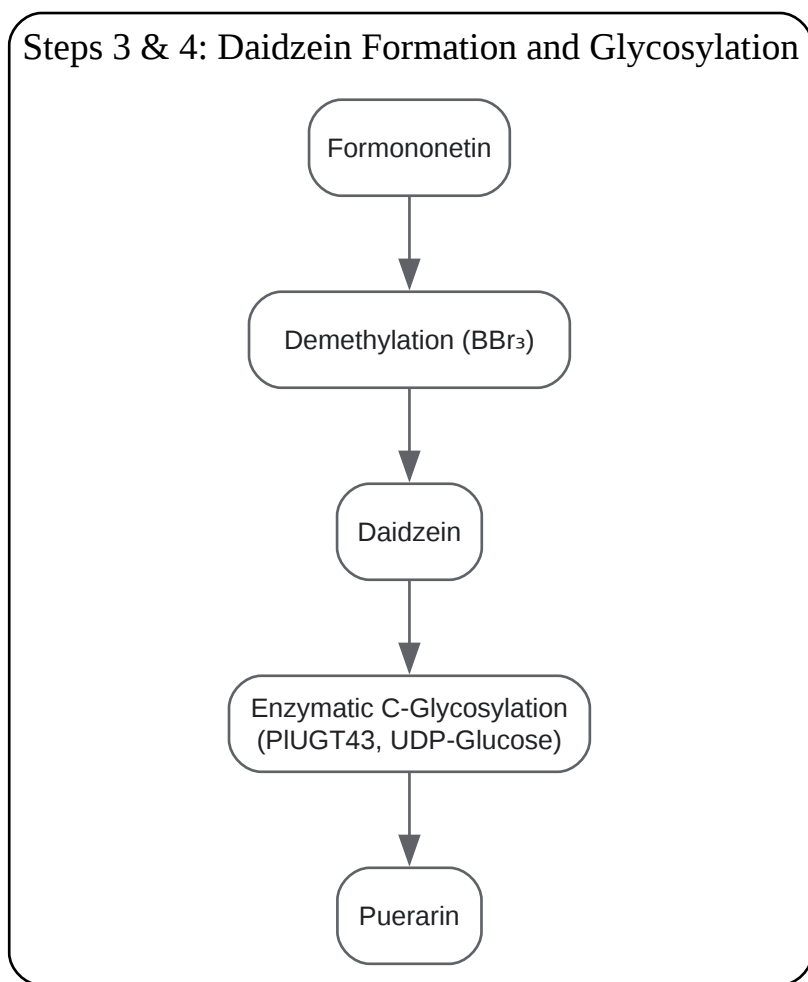 Steps 3 & 4: Daidzein Formation and Glycosylation
Formononetin
Demethylation (BBr₃)
Daidzein
Enzymatic C-Glycosylation
(PlUGT43, UDP-Glucose)
Puerarin